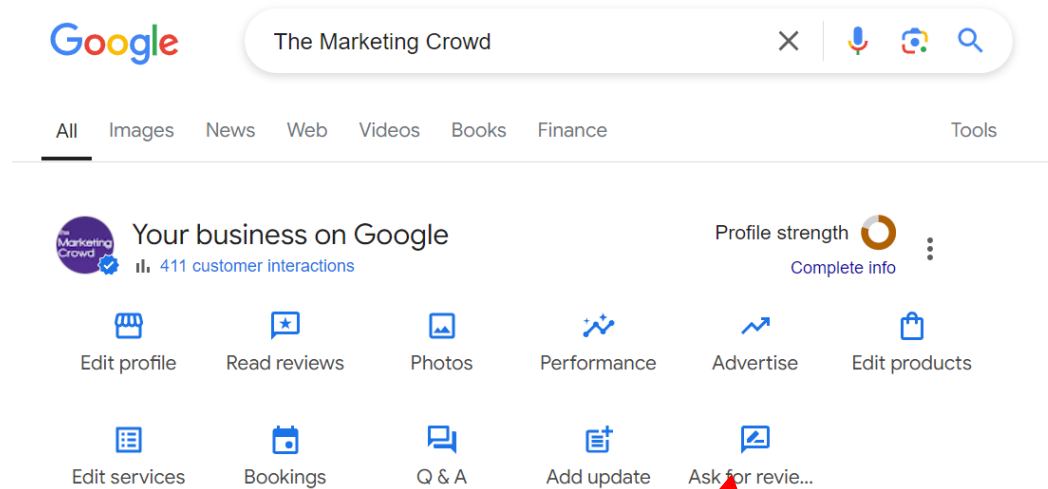 Google
The Marketing Crowd
All Images News Web Videos Books Finance Tools
The
Marketing
Crowd
Your business on Google
411 customer interactions
Profile strength
Complete info
Edit profile Read reviews Photos Performance Advertise Edit products
Edit services Bookings Q & A Add update Ask for revie...